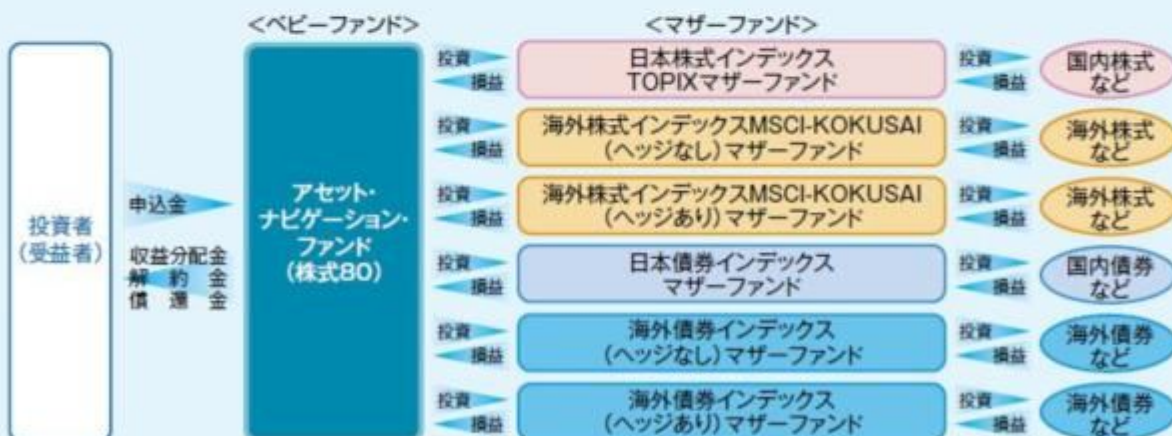 <ベビーファンド>
<マザーファンド>
投資者
(受益者)
申込金
収益分配金
解約金
償還金
アセット・
ナビゲーション・
ファンド
(株式80)
投資
損益
日本株式インデックス
TOPIXマザーファンド
投資
損益
国内株式
など
投資
損益
海外株式インデックスMSCI-KOKUSAI
(ヘッジなし)マザーファンド
投資
損益
海外株式
など
投資
損益
海外株式インデックスMSCI-KOKUSAI
(ヘッジあり)マザーファンド
投資
損益
海外株式
など
投資
損益
日本債券インデックス
マザーファンド
投資
損益
国内債券
など
投資
損益
海外債券インデックス
(ヘッジなし)マザーファンド
投資
損益
海外債券
など
投資
損益
海外債券インデックス
(ヘッジあり)マザーファンド
投資
損益
海外債券
など